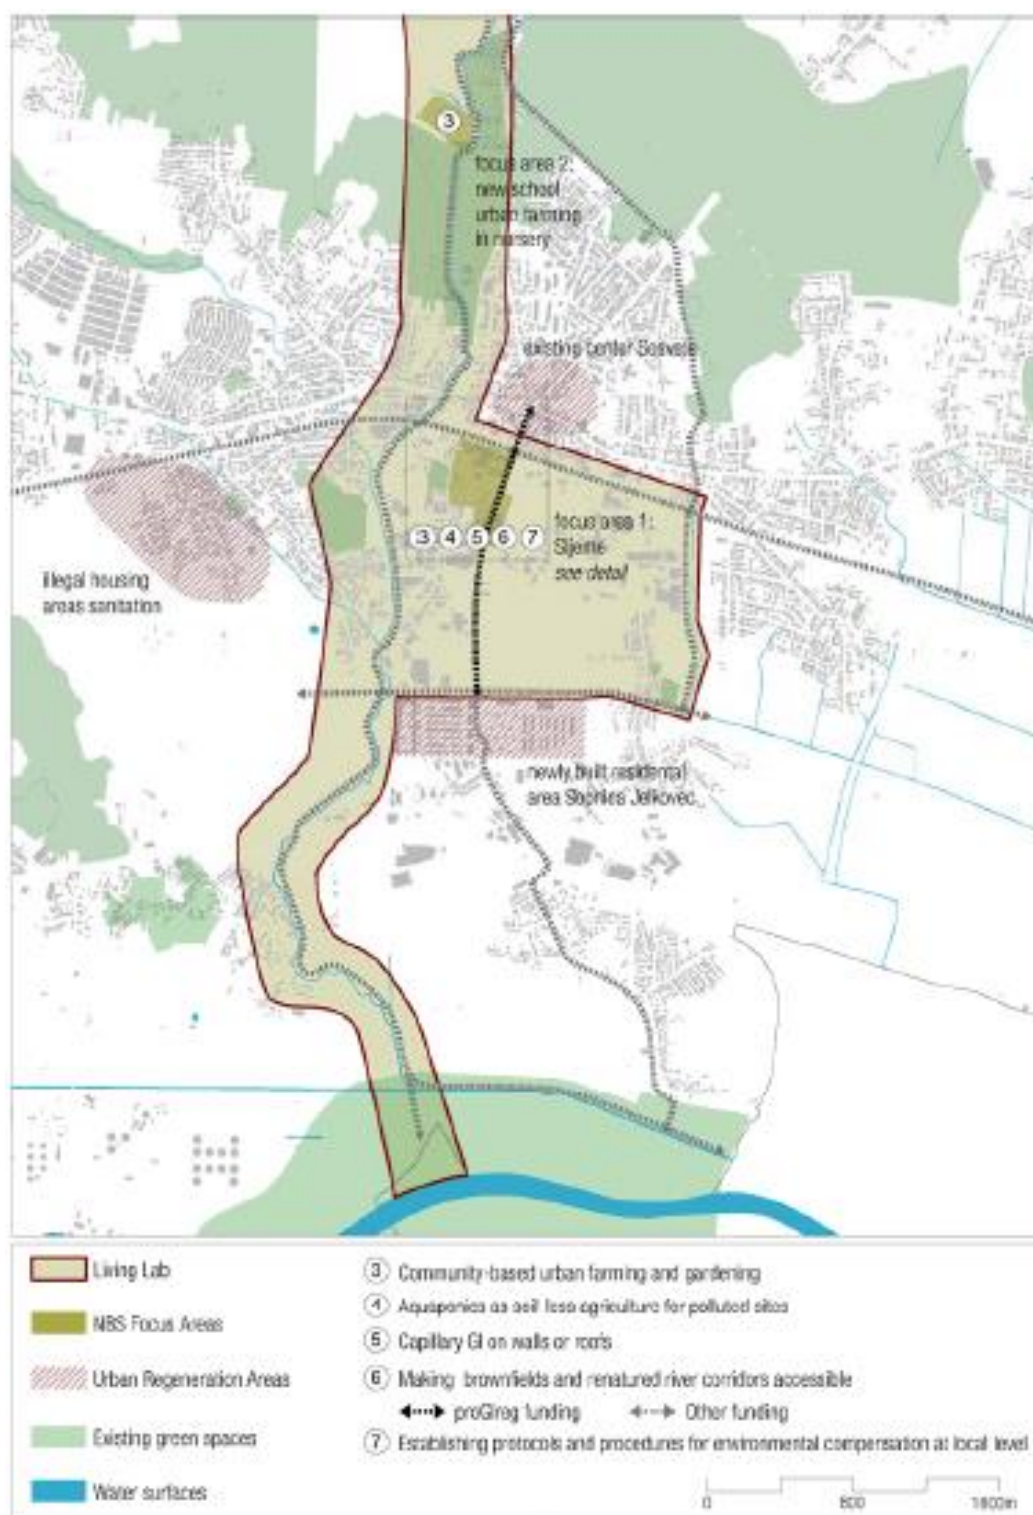 3
focus area 2:
new school
urban farming
in nursery
existing center Sesvete
3 4 5 6 7
focus area 1:
Sljeme
see detail
illegal housing
areas sanitation
newly built residental
area Sopnica Jelkovec
Living Lab
NBS Focus Areas
Urban Regeneration Areas
Existing green spaces
Water surfaces
3 Community-based urban farming and gardening
4 Aquaponics as soil less agriculture for polluted sites
5 Capillary GI on walls or roofs
6 Making brownfields and renatured river corridors accessible
proGIreg funding Other funding
7 Establishing protocols and procedures for environmental compensation at local level
0 800 1600m